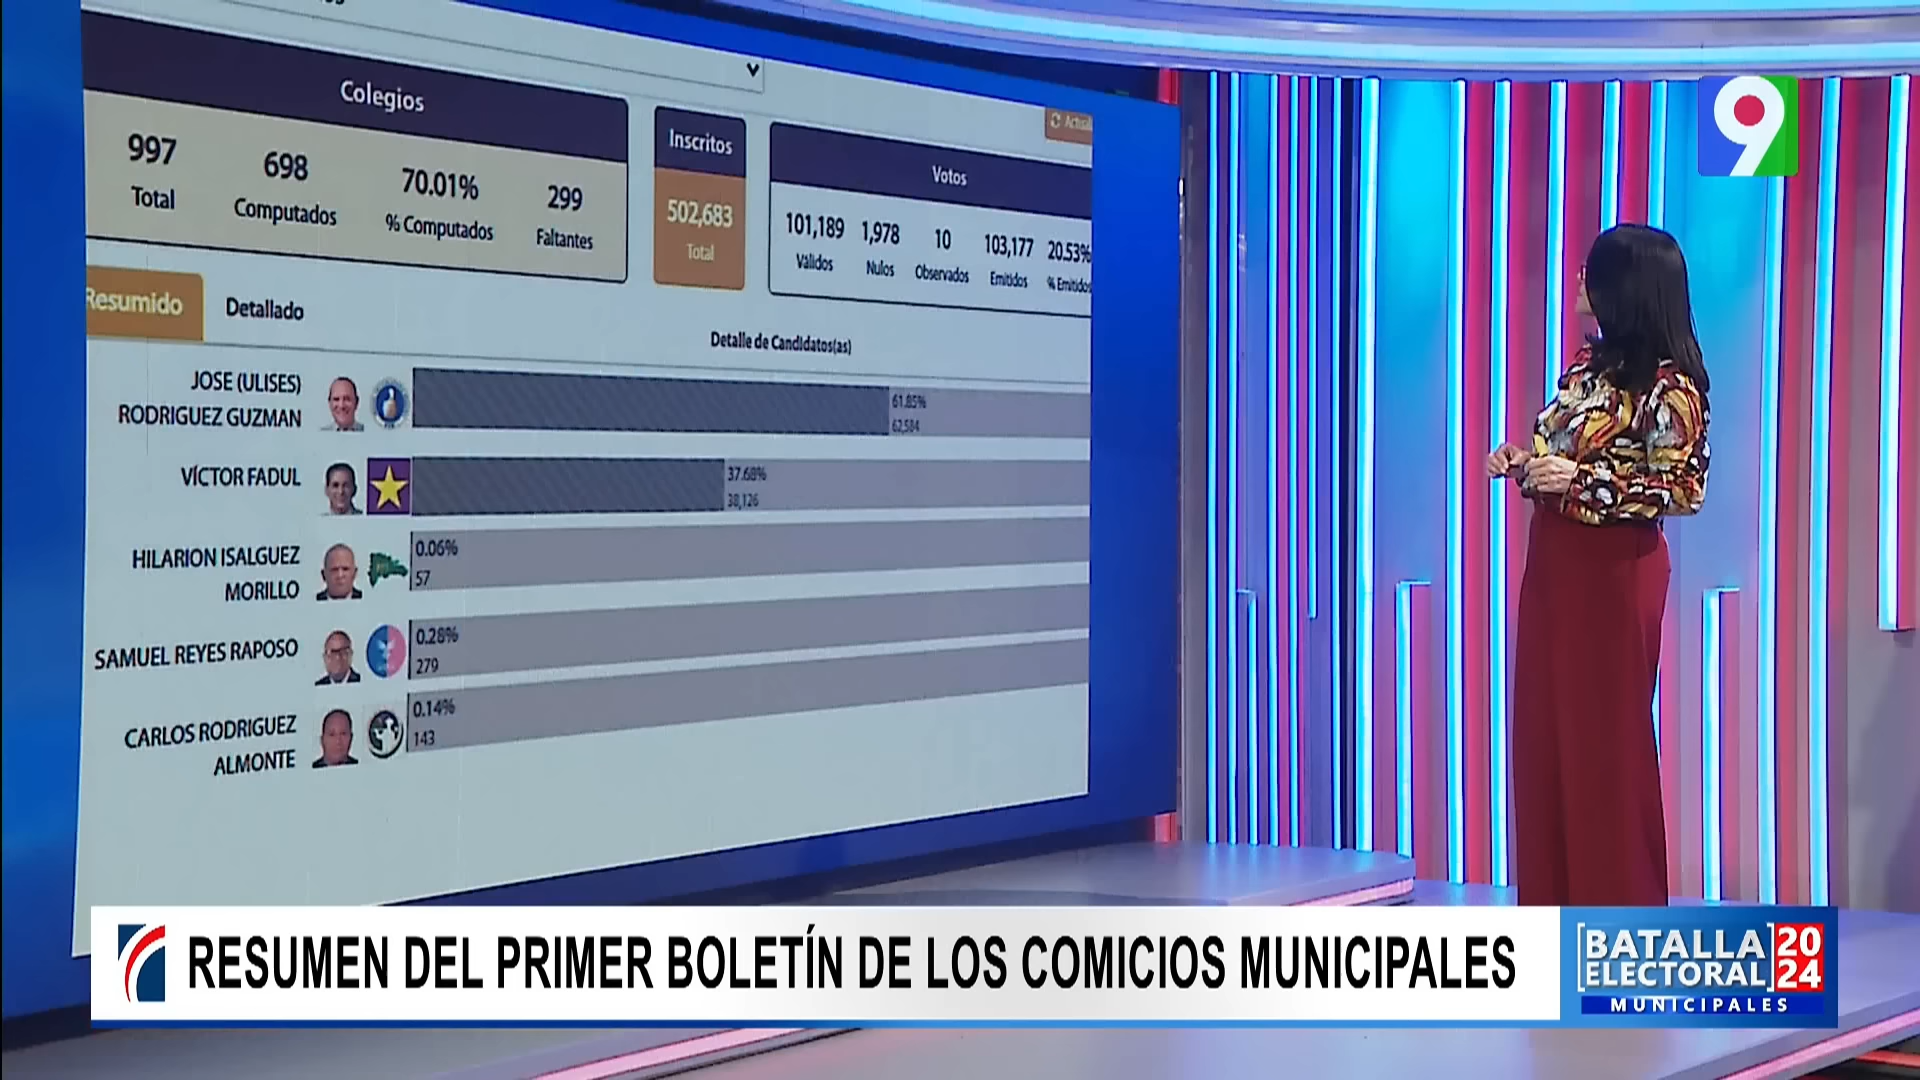 Colegios
997
Total
698
Computados
70.01%
% Computados
299
Faltantes
Inscritos
502,683
Total
Votos
101,189
Válidos
1,978
Nulos
10
Observados
103,177
Emitidos
20.53%
% Emitidos
Resumido
Detallado
Detalle de Candidatos(as)
JOSE (ULISES)
RODRIGUEZ GUZMAN
61.85%
62,584
VÍCTOR FADUL
37.68%
38,126
HILARION ISALGUEZ
MORILLO
0.06%
57
SAMUEL REYES RAPOSO
0.28%
279
CARLOS RODRIGUEZ
ALMONTE
0.14%
143
9
RESUMEN DEL PRIMER BOLETÍN DE LOS COMICIOS MUNICIPALES
BATALLA
ELECTORAL
20
24
MUNICIPALES